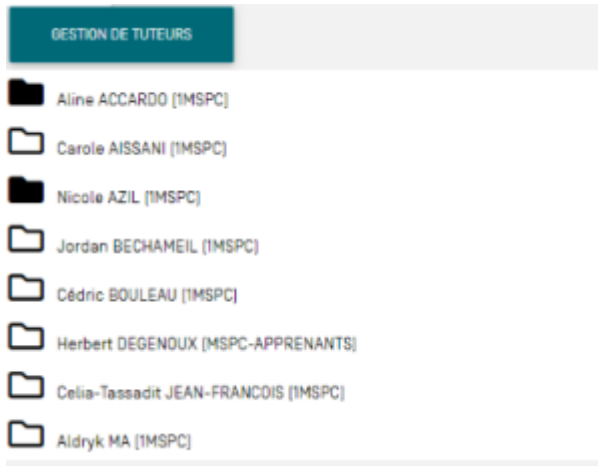 GESTION DE TUTEURS
Aline ACCARDO [1MSPC]
Carole AISSANI [1MSPC]
Nicole AZIL [1MSPC]
Jordan BECHAMEIL [1MSPC]
Cédric BOULEAU [1MSPC]
Herbert DEGENOUX [MSPC-APPRENANTS]
Celia-Tassadit JEAN-FRANCOIS [1MSPC]
Aldryk MA [1MSPC]